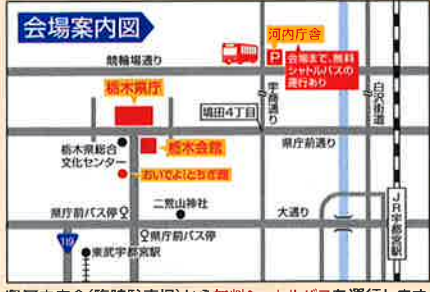 会場案内図
河内庁舎
競輪場通り
P
会場まで、無料
シャトルバスの
運行あり
栃木県庁
宇商通り
白沢街道
塙田4丁目
栃木県総合
文化センター
栃木会館
県庁前通り
おいでよ!とちぎ館
二荒山神社
県庁前バス停
大通り
JR宇都宮駅
119
県庁前バス停
東武宇都宮駅